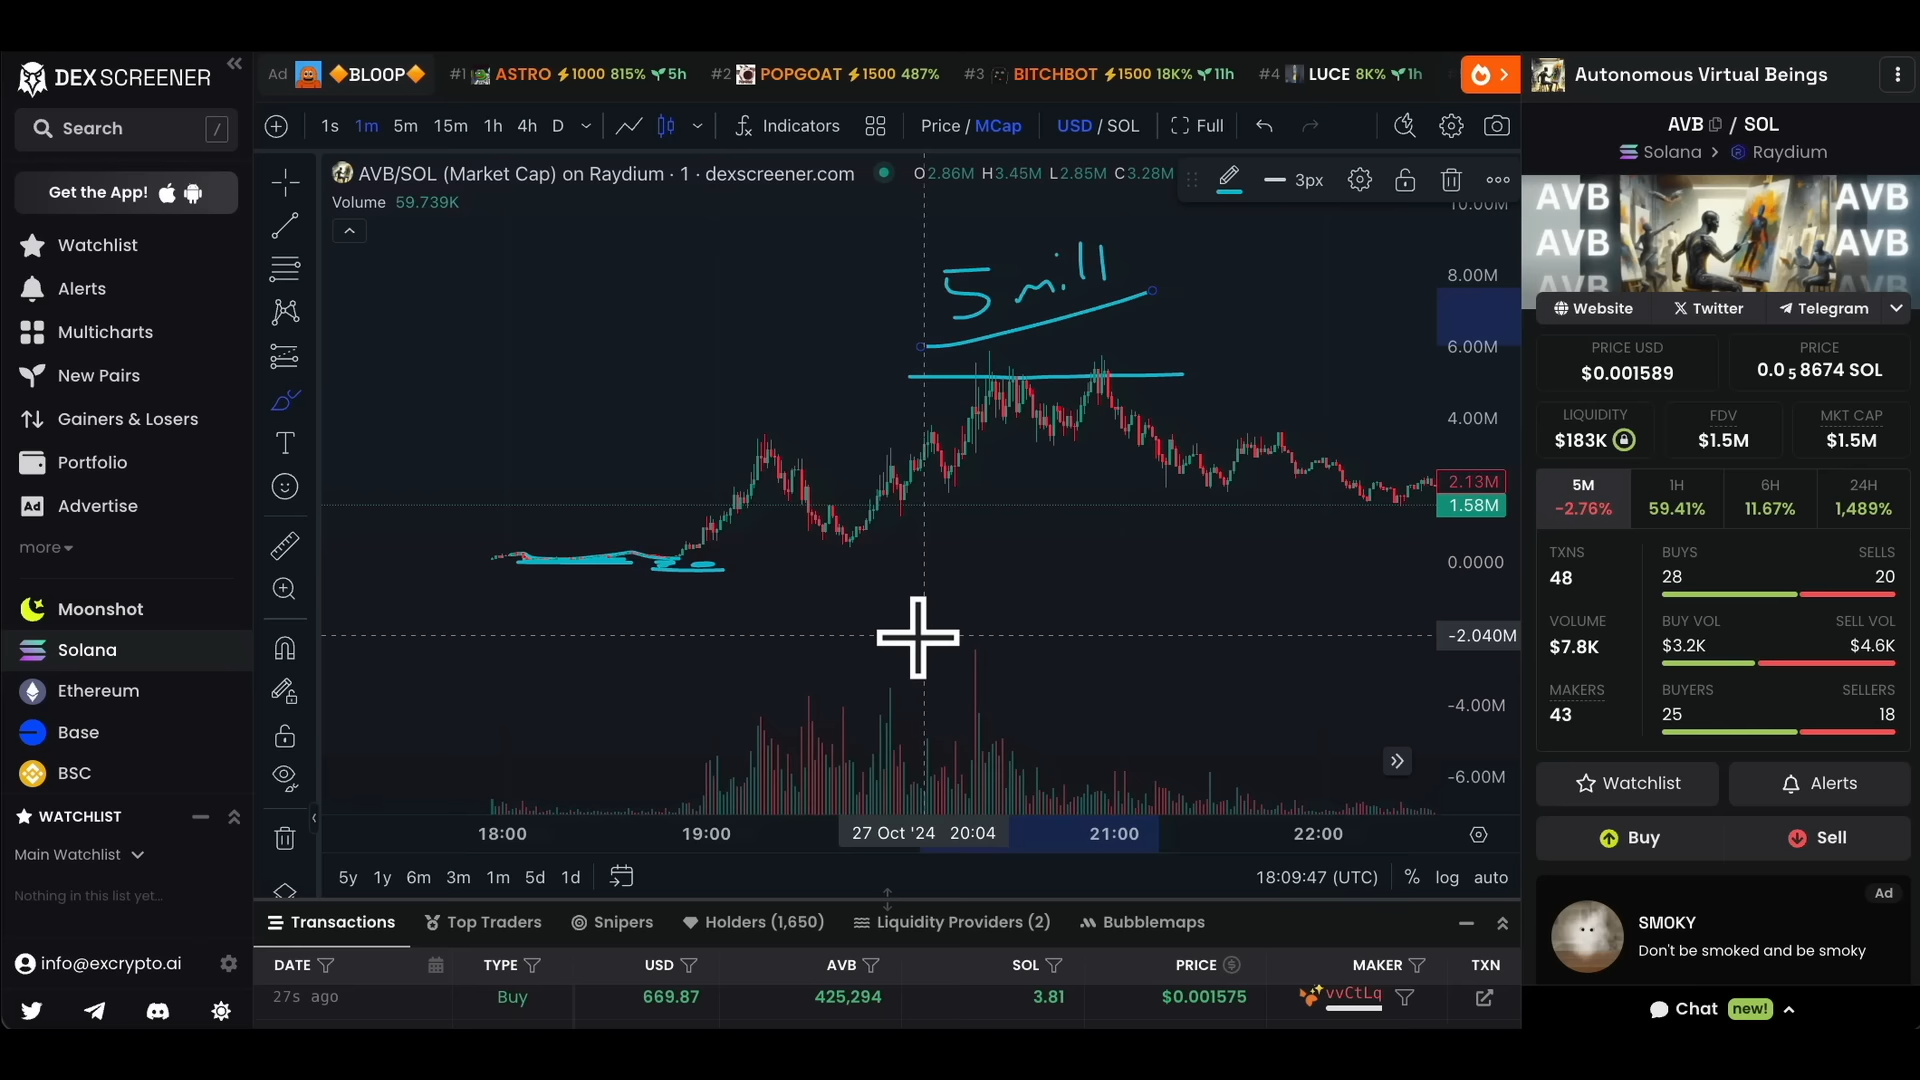 DEX SCREENER
Search /
Get the App!
Watchlist
Alerts
Multicharts
New Pairs
Gainers & Losers
Portfolio
Ad Advertise
more
Moonshot
Solana
Ethereum
Base
BSC
WATCHLIST
Main Watchlist
Nothing in this list yet...
info@excrypto.ai
Ad BLOOP #1 ASTRO 1000 815% 5h #2 POPGOAT 1500 487% #3 BITCHBOT 1500 18K% 11h #4 LUCE 8K% 1h
1s 1m 5m 15m 1h 4h D Indicators Price / MCap USD / SOL Full
AVB/SOL (Market Cap) on Raydium · 1 · dexscreener.com O2.86M H3.45M L2.85M C3.28M
3px
Volume 59.739K
5 mill
10.00M
8.00M
6.00M
4.00M
2.13M
1.58M
0.0000
-2.040M
-4.00M
-6.00M
18:00 19:00 27 Oct '24 20:04 21:00 22:00
5y 1y 6m 3m 1m 5d 1d 18:09:47 (UTC) % log auto
Transactions Top Traders Snipers Holders (1,650) Liquidity Providers (2) Bubblemaps
DATE TYPE USD AVB SOL PRICE MAKER TXN
27s ago Buy 669.87 425,294 3.81 $0.001575 vvCtLq
Autonomous Virtual Beings
AVB / SOL
Solana > Raydium
AVB AVB
AVB AVB
AVB AVB
Website Twitter Telegram
PRICE USD PRICE
$0.001589 0.0₅8674 SOL
LIQUIDITY FDV MKT CAP
$183K $1.5M $1.5M
5M 1H 6H 24H
-2.76% 59.41% 11.67% 1,489%
TXNS BUYS SELLS
48 28 20
VOLUME BUY VOL SELL VOL
$7.8K $3.2K $4.6K
MAKERS BUYERS SELLERS
43 25 18
Watchlist Alerts
Buy Sell
Ad
SMOKY
Don't be smoked and be smoky
Chat new!